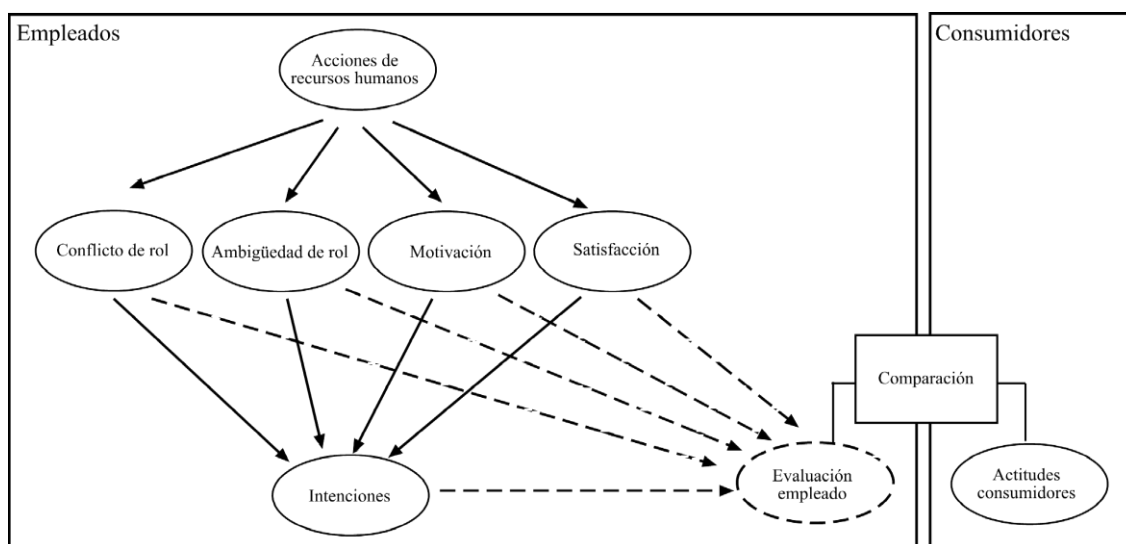 Empleados
Consumidores
Acciones de
recursos humanos
Conflicto de rol
Ambigüedad de rol
Motivación
Satisfacción
Comparación
Intenciones
Evaluación
empleado
Actitudes
consumidores